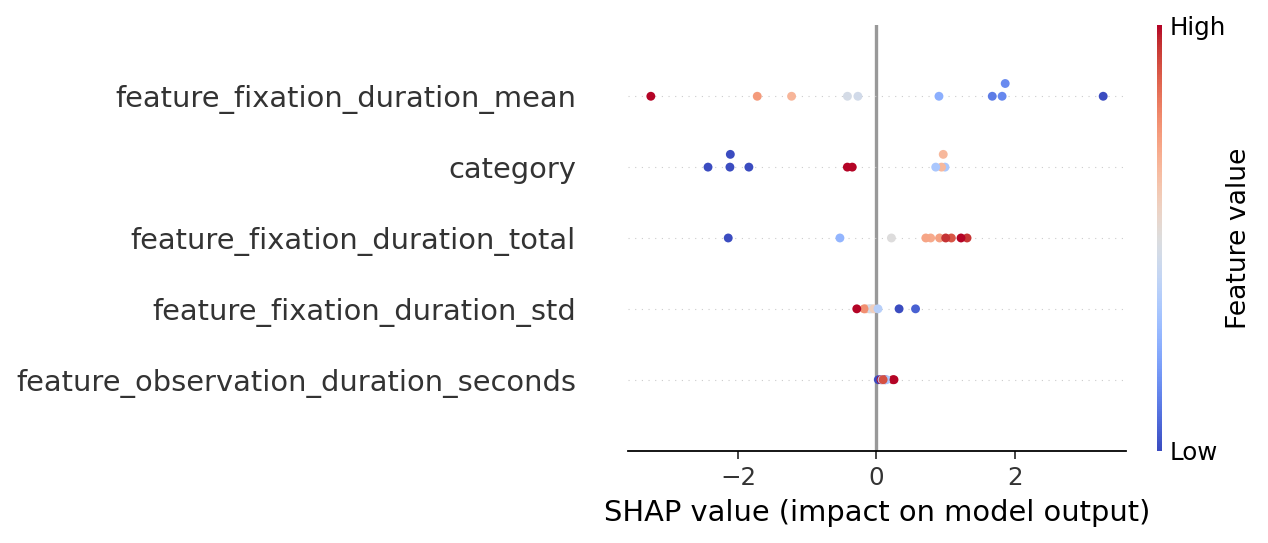 High
feature_fixation_duration_mean
category
feature_fixation_duration_total
feature_fixation_duration_std
feature_observation_duration_seconds
Feature value
Low
−2 0 2
SHAP value (impact on model output)